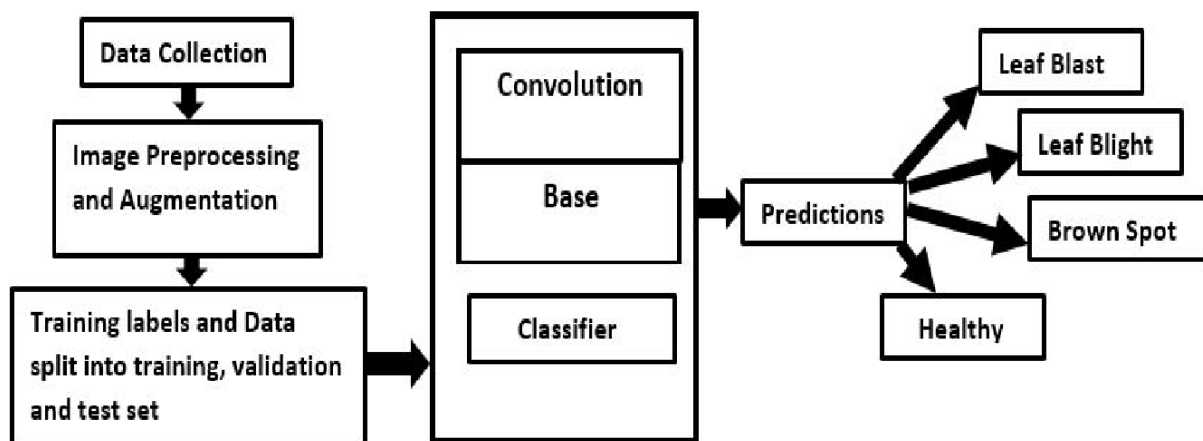 Data Collection
Image Preprocessing
and Augmentation
Training labels and Data
split into training, validation
and test set
Convolution
Base
Classifier
Predictions
Leaf Blast
Leaf Blight
Brown Spot
Healthy